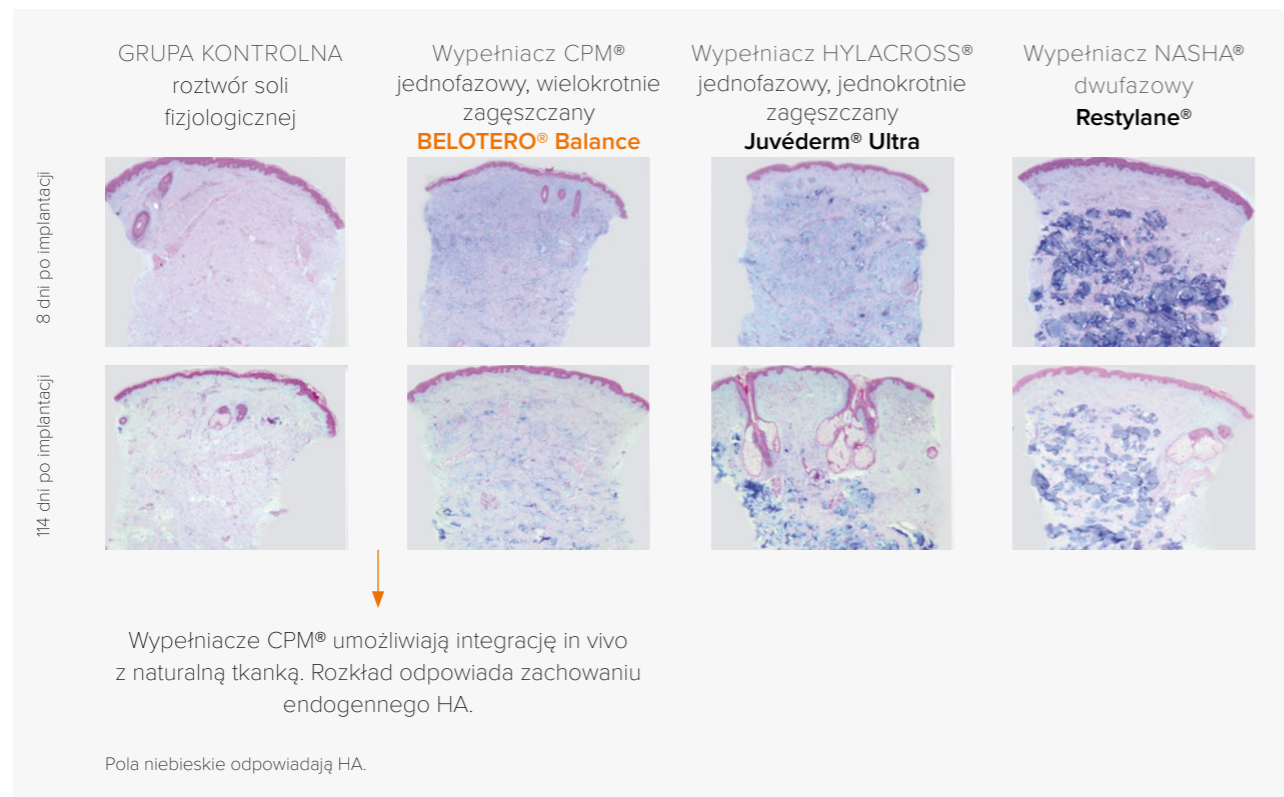 GRUPA KONTROLNA
roztwór soli
fizjologicznej
Wypełniacz CPM®
jednofazowy, wielokrotnie
zagęszczany
BELOTERO® Balance
Wypełniacz HYLACROSS®
jednofazowy, jednokrotnie
zagęszczany
Juvéderm® Ultra
Wypełniacz NASHA®
dwufazowy
Restylane®
8 dni po implantacji
114 dni po implantacji
Wypełniacze CPM® umożliwiają integrację in vivo
z naturalną tkanką. Rozkład odpowiada zachowaniu
endogennego HA.
Pola niebieskie odpowiadają HA.